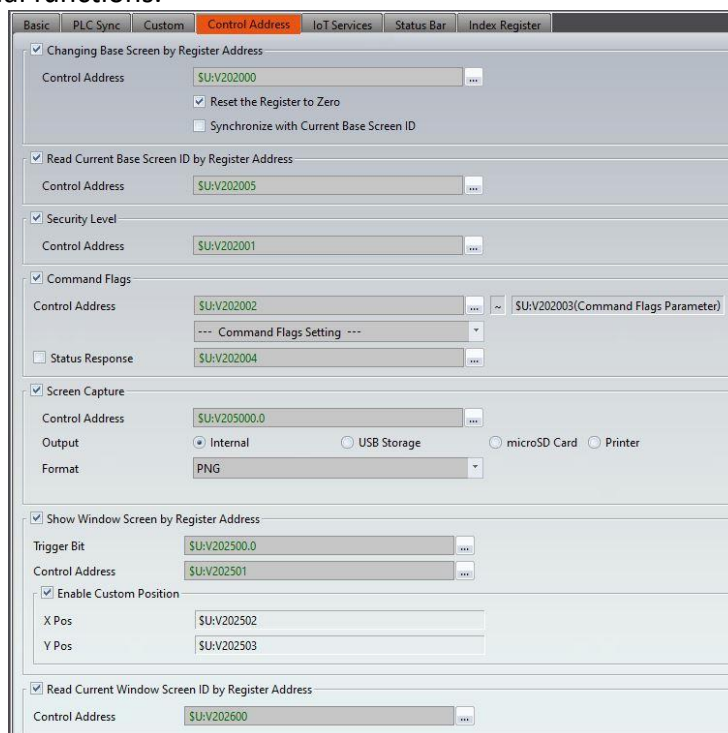 Basic PLC Sync Custom Control Address IoT Services Status Bar Index Register
Changing Base Screen by Register Address
Control Address $U:V202000 ...
Reset the Register to Zero
Synchronize with Current Base Screen ID
Read Current Base Screen ID by Register Address
Control Address $U:V202005 ...
Security Level
Control Address $U:V202001 ...
Command Flags
Control Address $U:V202002 ... ~ $U:V202003(Command Flags Parameter)
--- Command Flags Setting ---
Status Response $U:V202004 ...
Screen Capture
Control Address $U:V205000.0 ...
Output Internal USB Storage microSD Card Printer
Format PNG
Show Window Screen by Register Address
Trigger Bit $U:V202500.0 ...
Control Address $U:V202501 ...
Enable Custom Position
X Pos $U:V202502
Y Pos $U:V202503
Read Current Window Screen ID by Register Address
Control Address $U:V202600 ...